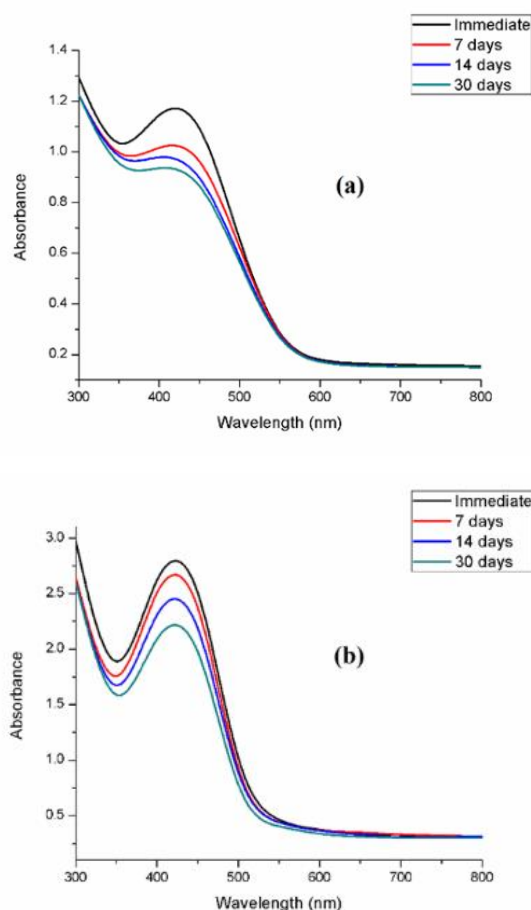 Immediate
7 days
14 days
30 days
1.4
1.2
1.0
0.8
0.6
0.4
0.2
Absorbance
(a)
300 400 500 600 700 800
Wavelength (nm)
Immediate
7 days
14 days
30 days
3.0
2.5
2.0
1.5
1.0
0.5
Absorbance
(b)
300 400 500 600 700 800
Wavelength (nm)